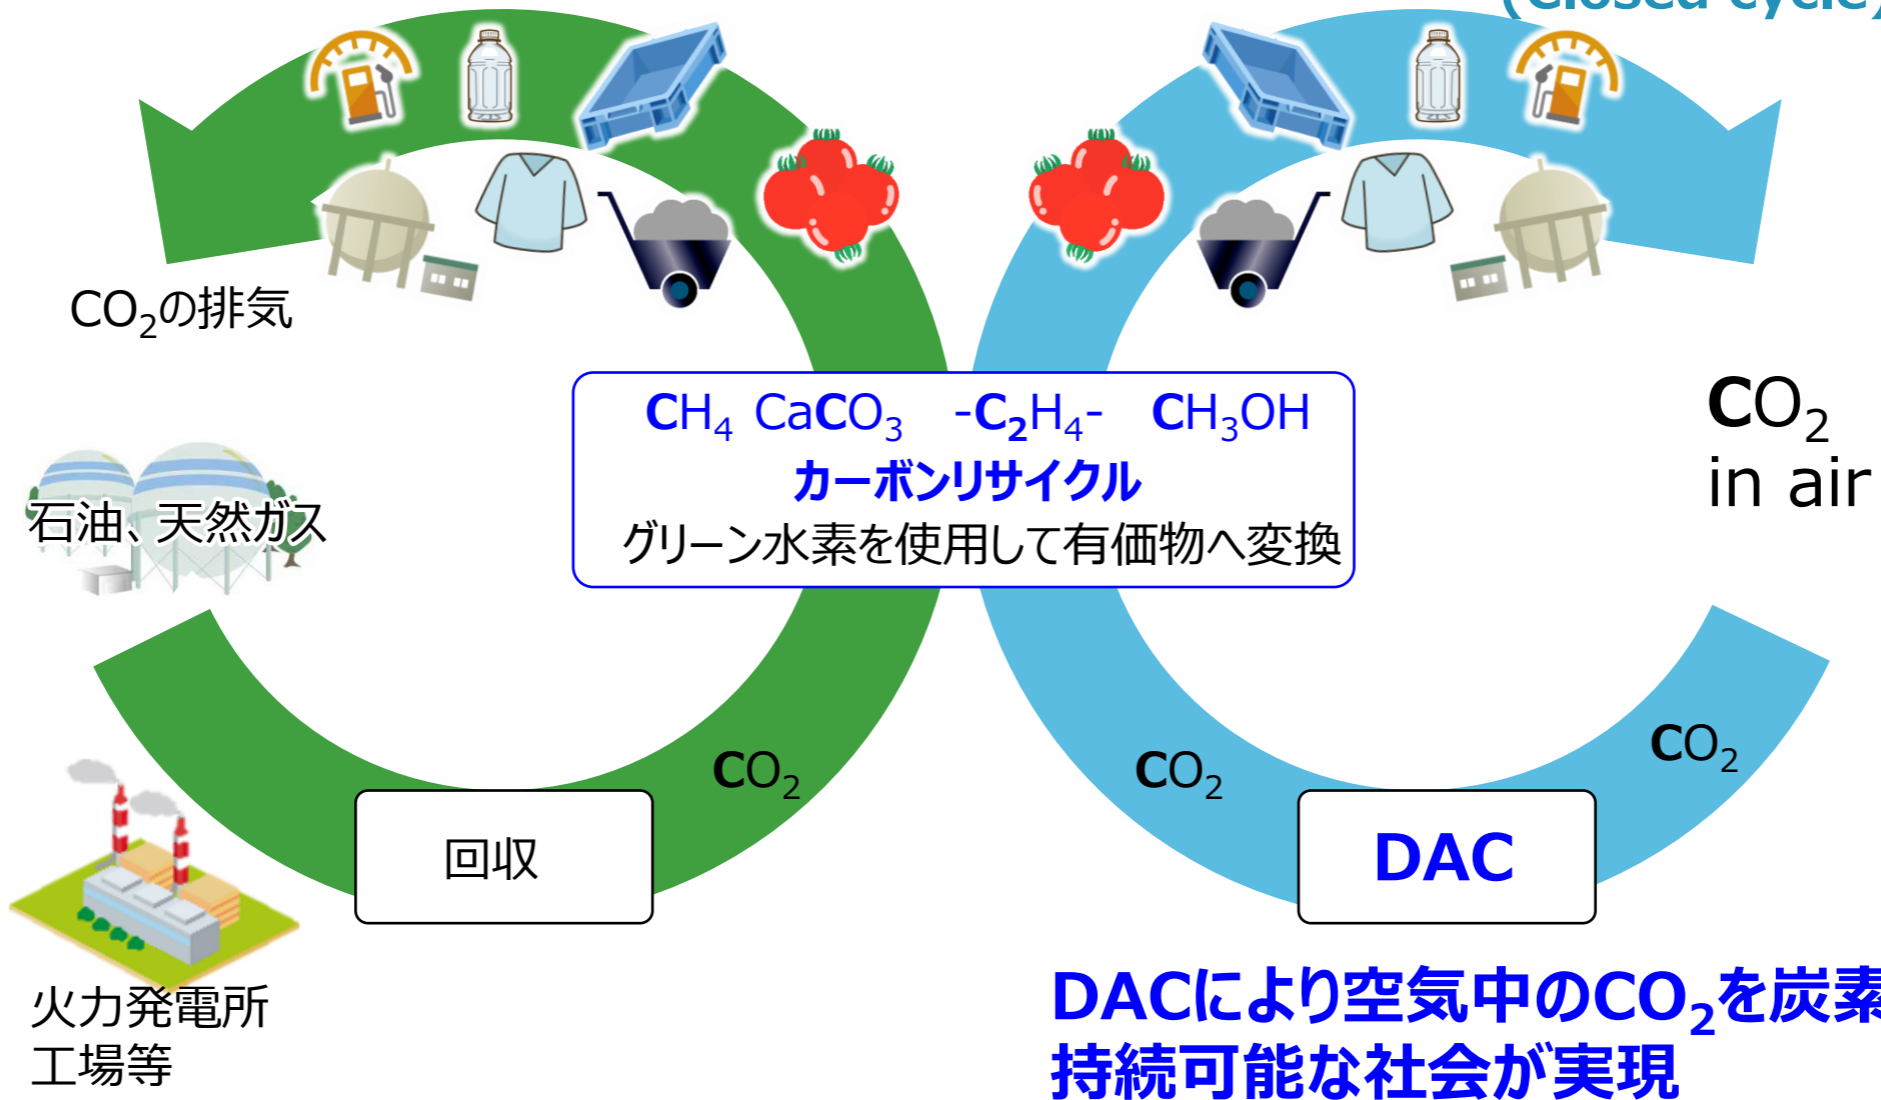 (Closed cycle)
CO₂の排気
CH₄ CaCO₃ -C₂H₄- CH₃OH
カーボンリサイクル
グリーン水素を使用して有価物へ変換
CO₂
in air
石油、天然ガス
CO₂
CO₂
CO₂
回収
DAC
火力発電所
工場等
DACにより空気中のCO₂を炭素
持続可能な社会が実現